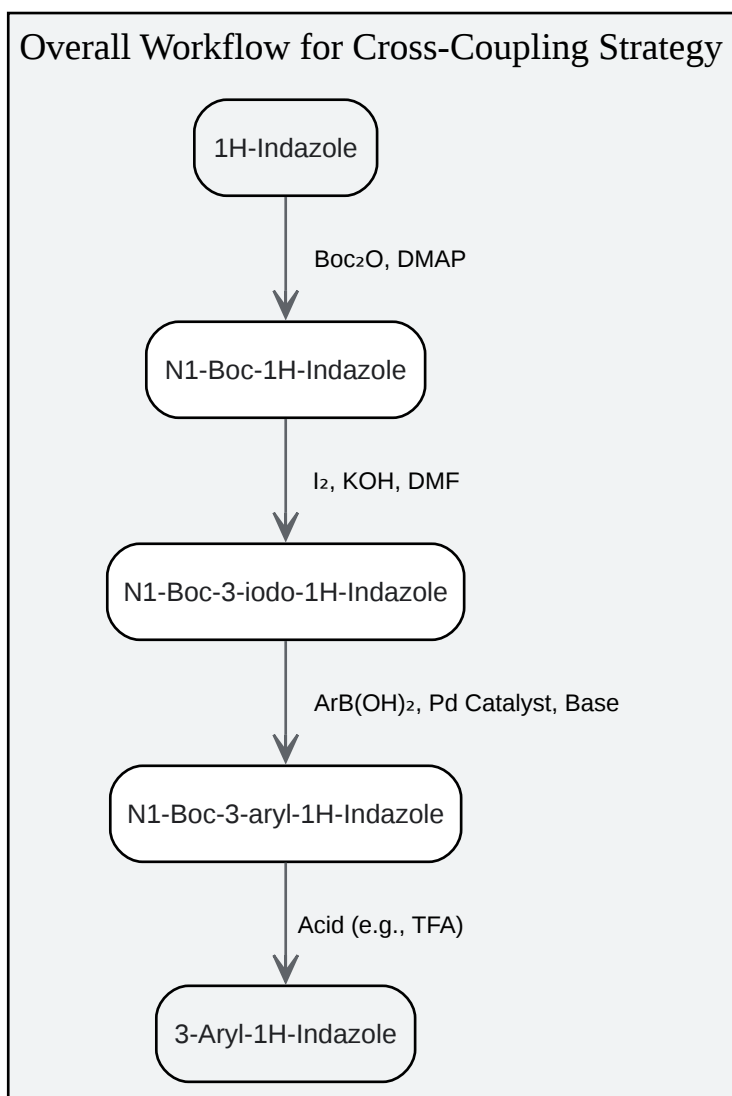 Overall Workflow for Cross-Coupling Strategy
1H-Indazole
Boc₂O, DMAP
N1-Boc-1H-Indazole
I₂, KOH, DMF
N1-Boc-3-iodo-1H-Indazole
ArB(OH)₂, Pd Catalyst, Base
N1-Boc-3-aryl-1H-Indazole
Acid (e.g., TFA)
3-Aryl-1H-Indazole